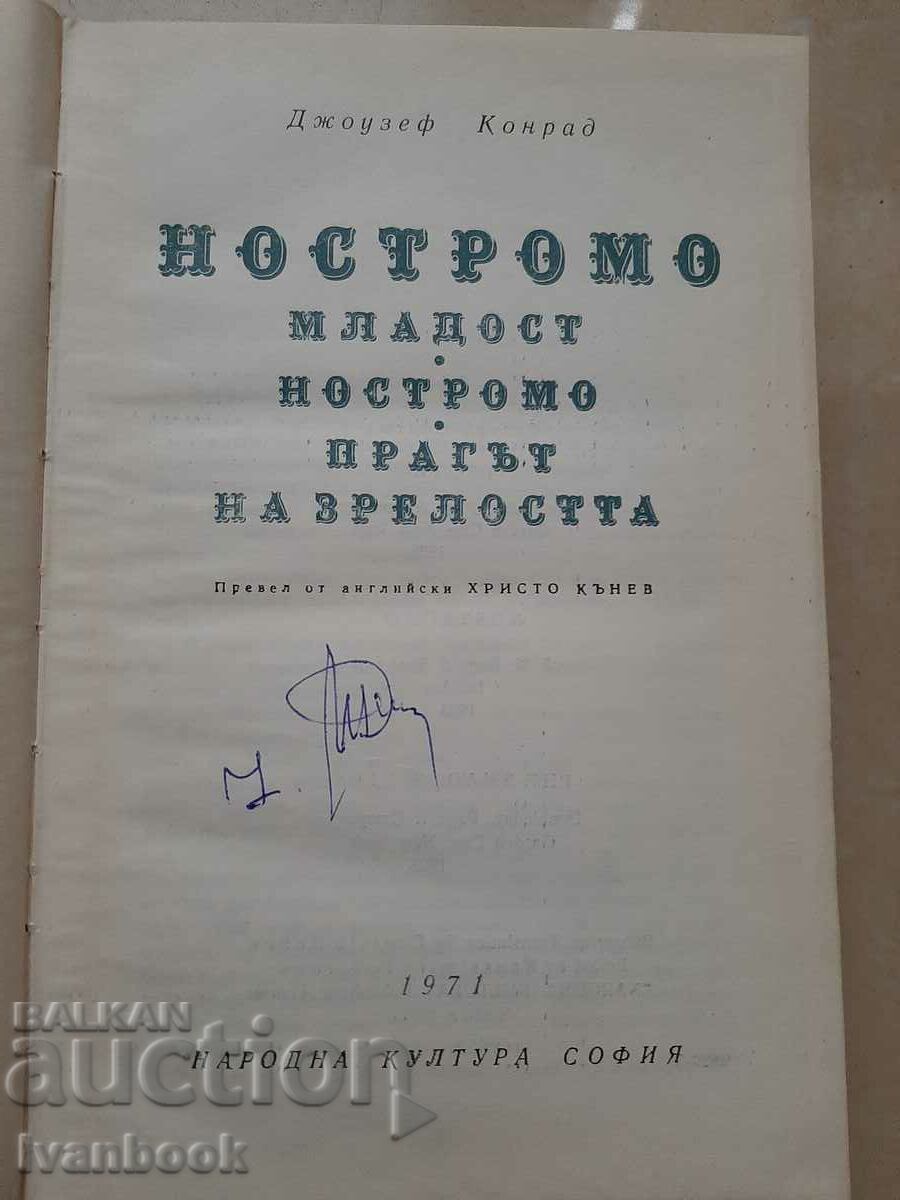 Джоузеф Конрад
НОСТРОМО
МЛАДОСТ
•
НОСТРОМО
•
ПРАГЪТ
НА ЗРЕЛОСТТА
Превел от английски ХРИСТО КЪНЕВ
1971
НАРОДНА КУЛТУРА СОФИЯ
BALKAN
auction
ivanbook